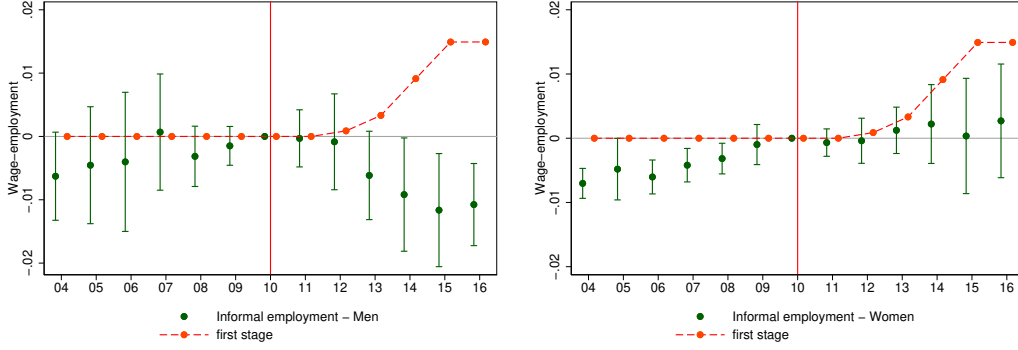 .02
.01
0
-.01
-.02
Wage-employment
04 05 06 07 08 09 10 11 12 13 14 15 16
Informal employment – Men
first stage
.02
.01
0
-.01
-.02
Wage-employment
04 05 06 07 08 09 10 11 12 13 14 15 16
Informal employment – Women
first stage